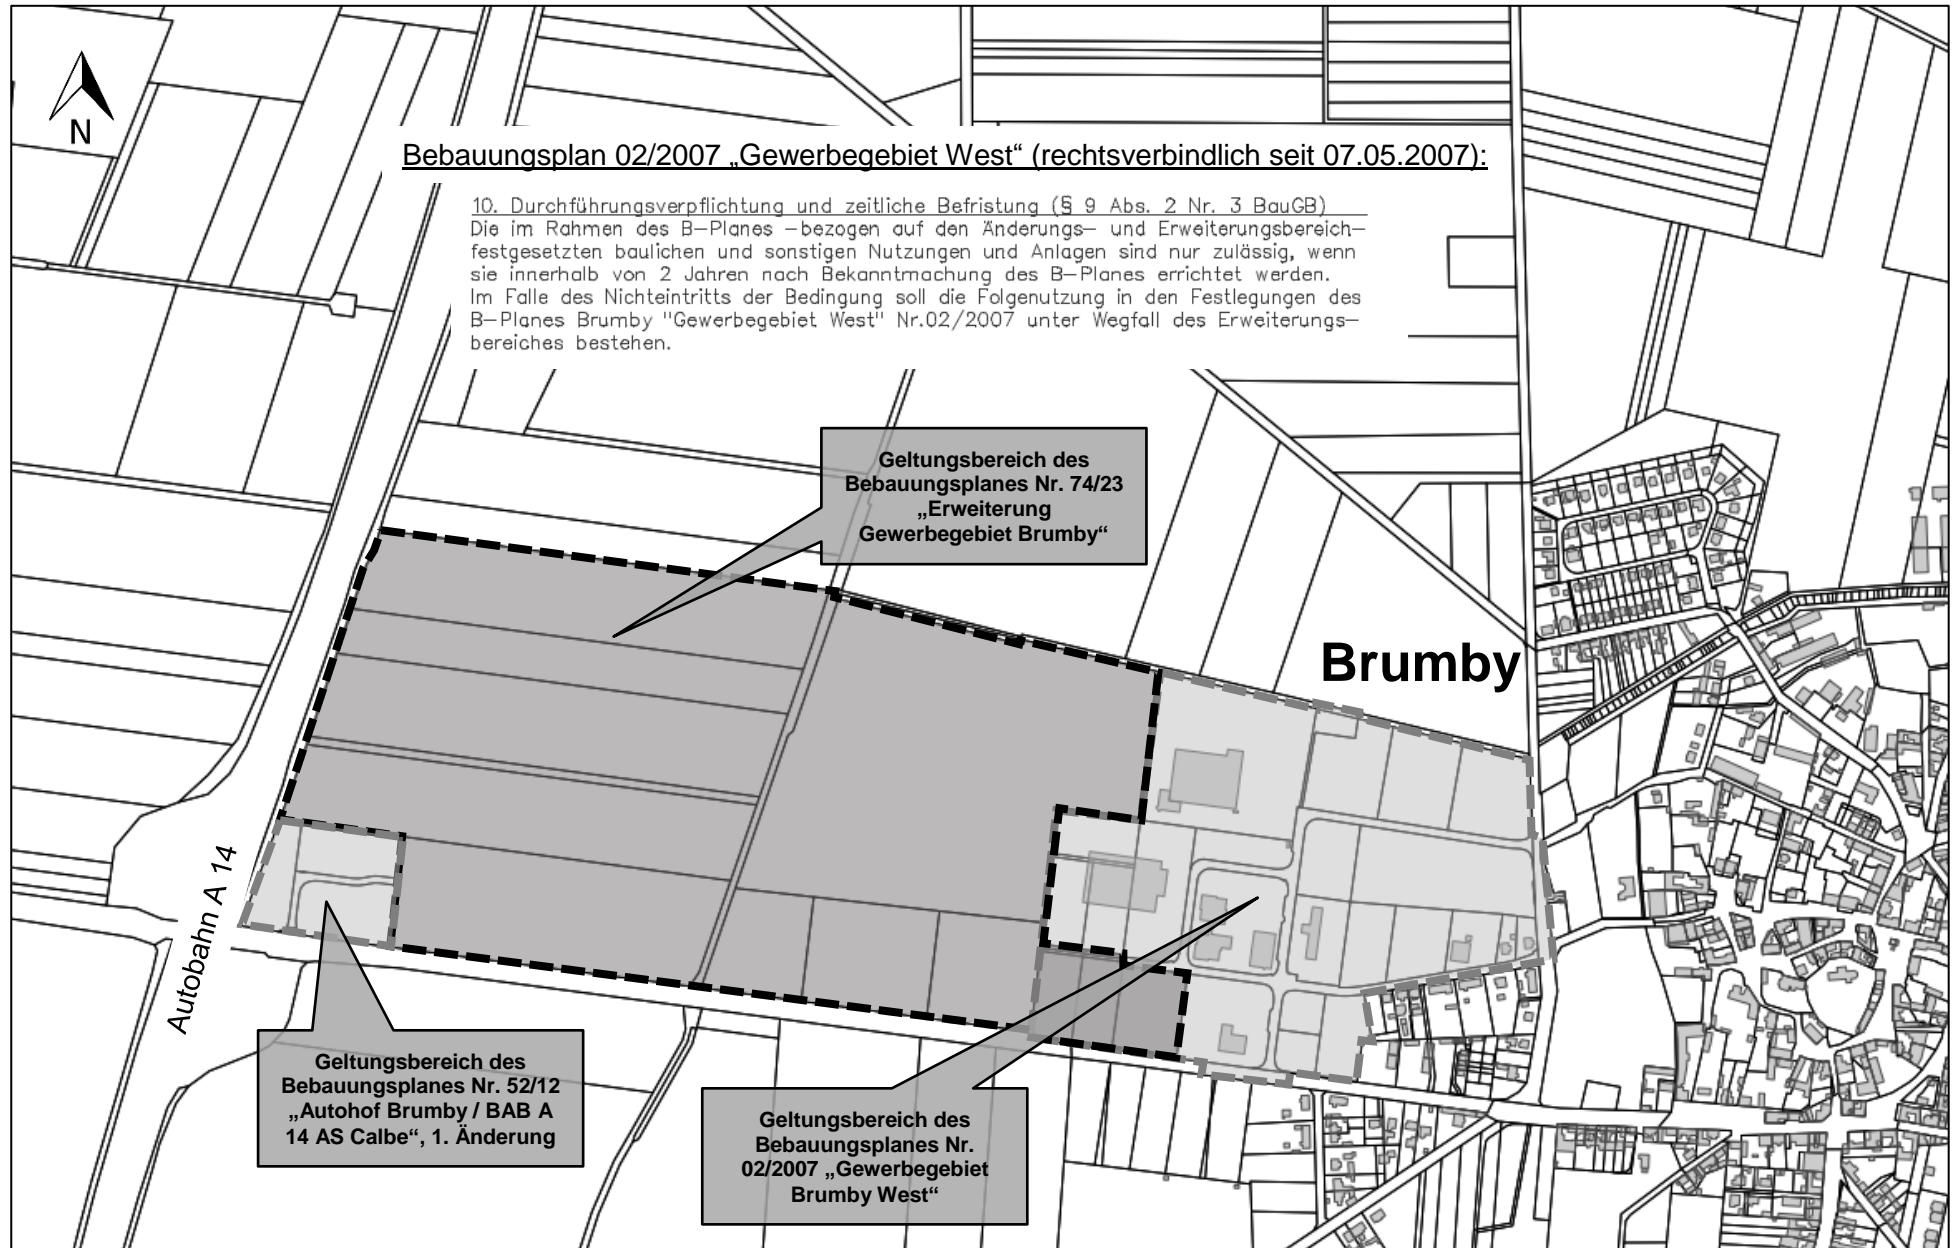 N
Bebauungsplan 02/2007 „Gewerbegebiet West“ (rechtsverbindlich seit 07.05.2007):
10. Durchführungsverpflichtung und zeitliche Befristung (§ 9 Abs. 2 Nr. 3 BauGB)
Die im Rahmen des B–Planes –bezogen auf den Änderungs– und Erweiterungsbereich–
festgesetzten baulichen und sonstigen Nutzungen und Anlagen sind nur zulässig, wenn
sie innerhalb von 2 Jahren nach Bekanntmachung des B–Planes errichtet werden.
Im Falle des Nichteintritts der Bedingung soll die Folgenutzung in den Festlegungen des
B–Planes Brumby "Gewerbegebiet West" Nr.02/2007 unter Wegfall des Erweiterungs–
bereiches bestehen.
Geltungsbereich des
Bebauungsplanes Nr. 74/23
„Erweiterung
Gewerbegebiet Brumby“
Brumby
Autobahn A 14
Geltungsbereich des
Bebauungsplanes Nr. 52/12
„Autohof Brumby / BAB A
14 AS Calbe“, 1. Änderung
Geltungsbereich des
Bebauungsplanes Nr.
02/2007 „Gewerbegebiet
Brumby West“